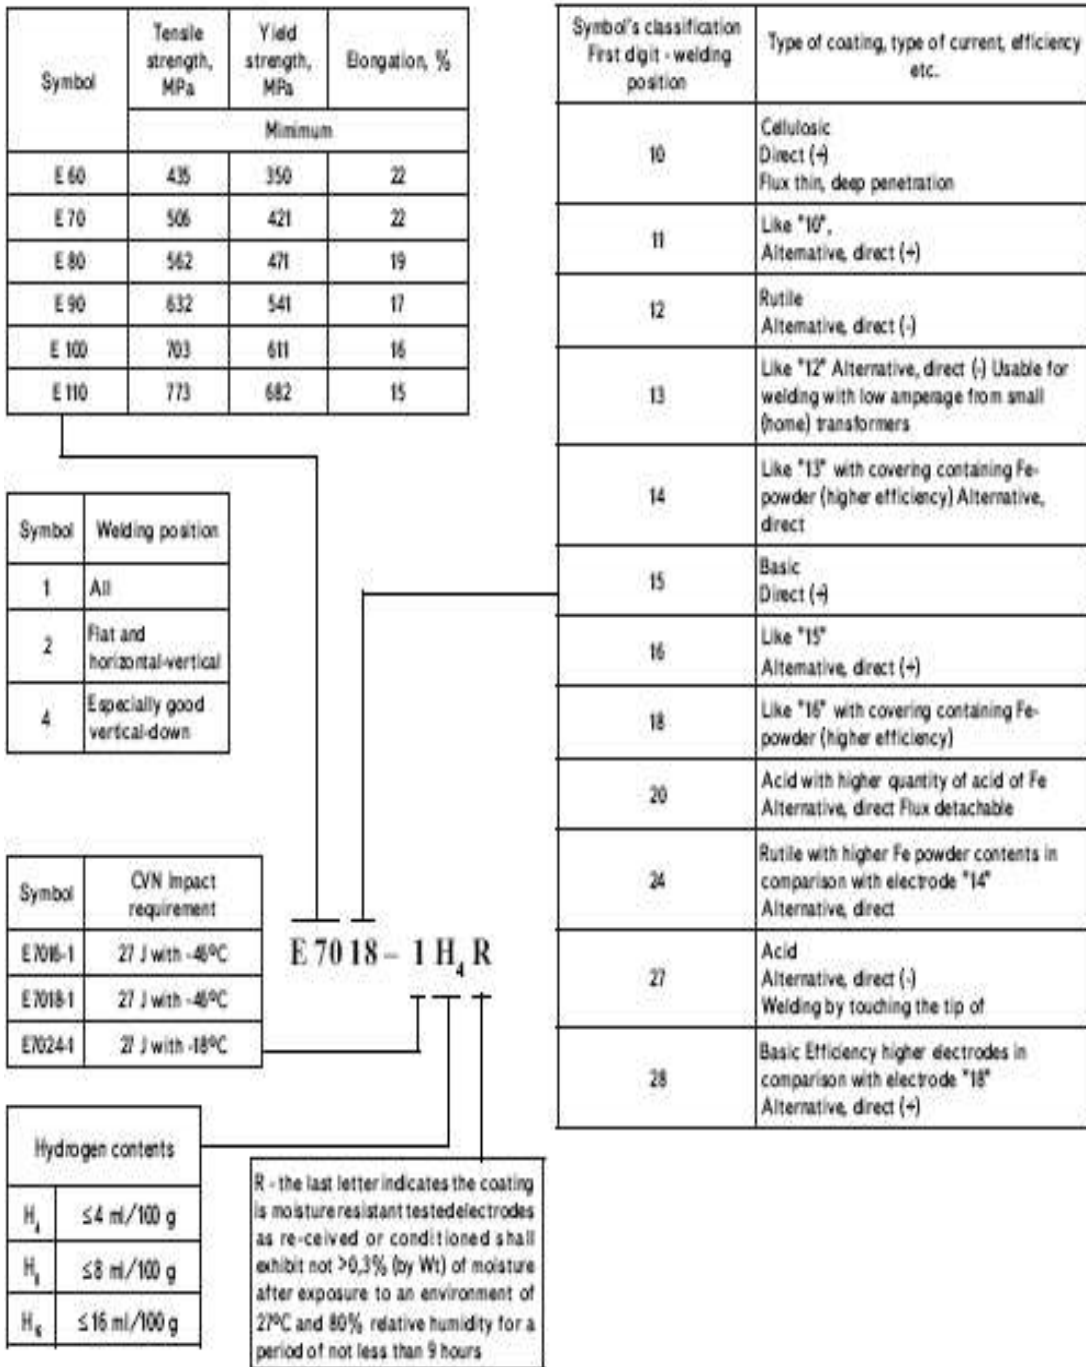 Symbol
Tensile
strength,
MPa
Yield
strength,
MPa
Elongation, %
Minimum
E 60 435 350 22
E 70 506 421 22
E 80 562 471 19
E 90 632 541 17
E 100 703 611 16
E 110 773 682 15
Symbol Welding position
1 All
2 Flat and
horizontal-vertical
4 Especially good
vertical-down
Symbol CVN Impact
requirement
E7016-1 27 J with -46ºC
E7018-1 27 J with -46ºC
E7024-1 27 J with -18ºC
Hydrogen contents
H4 ≤4 ml/100 g
≤8 ml/100 g
≤16 ml/100 g
E 70 18 – 1 H4 R
R - the last letter indicates the coating
is moisture resistant testedelectrodes
as re-ceived or conditioned shall
exhibit not >0,3% (by Wt) of moisture
after exposure to an environment of
27ºC and 80% relative humidity for a
period of not less than 9 hours
Symbol's classification
First digit - welding
position
Type of coating, type of current, efficiency
etc.
10 Cellulosic
Direct (+)
Flux thin, deep penetration
11 Like "10",
Alternative, direct (+)
12 Rutile
Alternative, direct (-)
13 Like "12" Alternative, direct (-) Usable for
welding with low amperage from small
(home) transformers
14 Like "13" with covering containing Fe-
powder (higher efficiency) Alternative,
direct
15 Basic
Direct (+)
16 Like "15"
Alternative, direct (+)
18 Like "16" with covering containing Fe-
powder (higher efficiency)
20 Acid with higher quantity of acid of Fe
Alternative, direct Flux detachable
24 Rutile with higher Fe powder contents in
comparison with electrode "14"
Alternative, direct
27 Acid
Alternative, direct (-)
Welding by touching the tip of
28 Basic Efficiency higher electrodes in
comparison with electrode "18"
Alternative, direct (+)